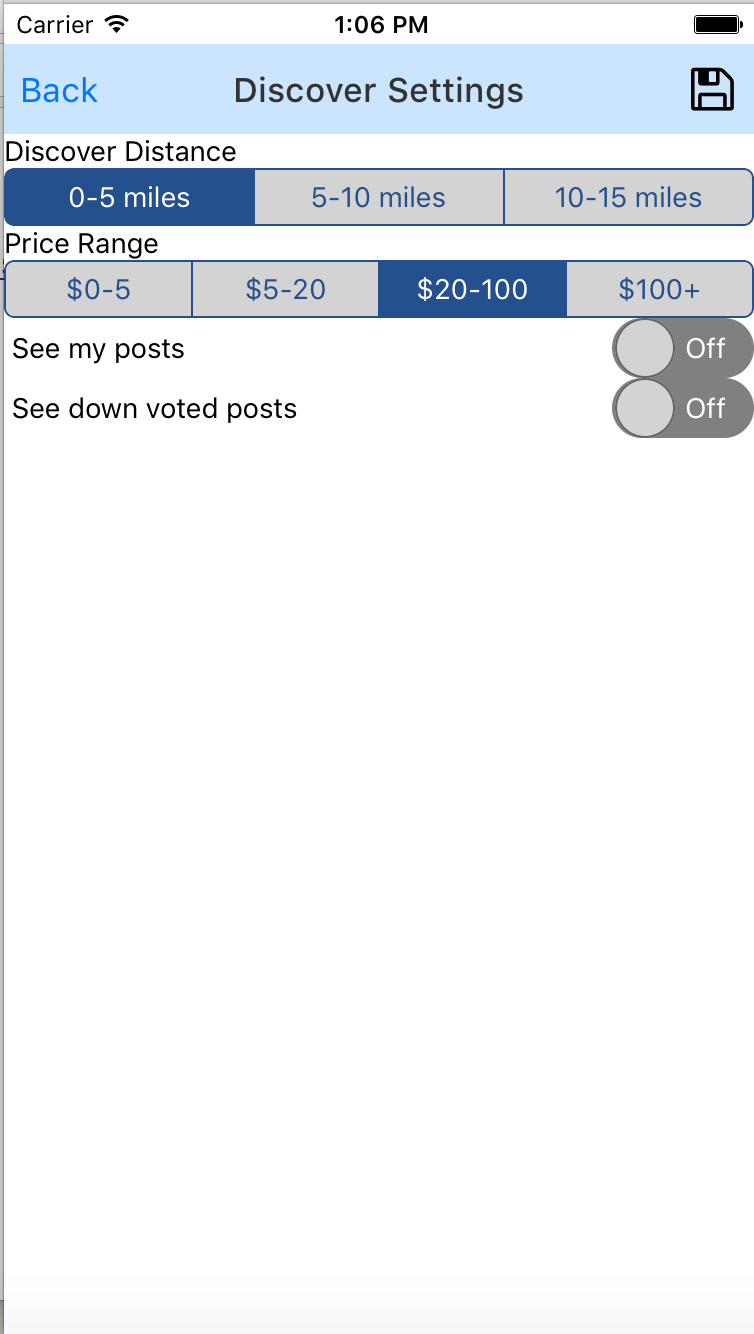 Carrier 1:06 PM
Back Discover Settings
Discover Distance
0-5 miles 5-10 miles 10-15 miles
Price Range
$0-5 $5-20 $20-100 $100+
See my posts Off
See down voted posts Off